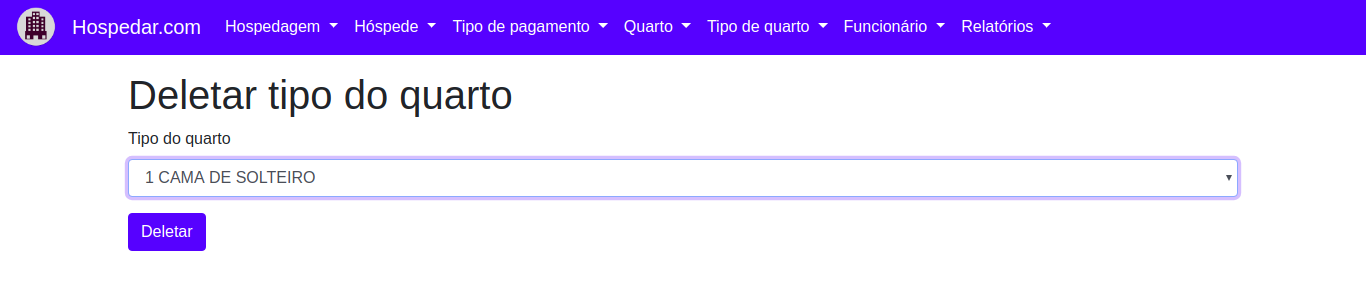 Hospedar.com Hospedagem Hóspede Tipo de pagamento Quarto Tipo de quarto Funcionário Relatórios
Deletar tipo do quarto
Tipo do quarto
1 CAMA DE SOLTEIRO
Deletar